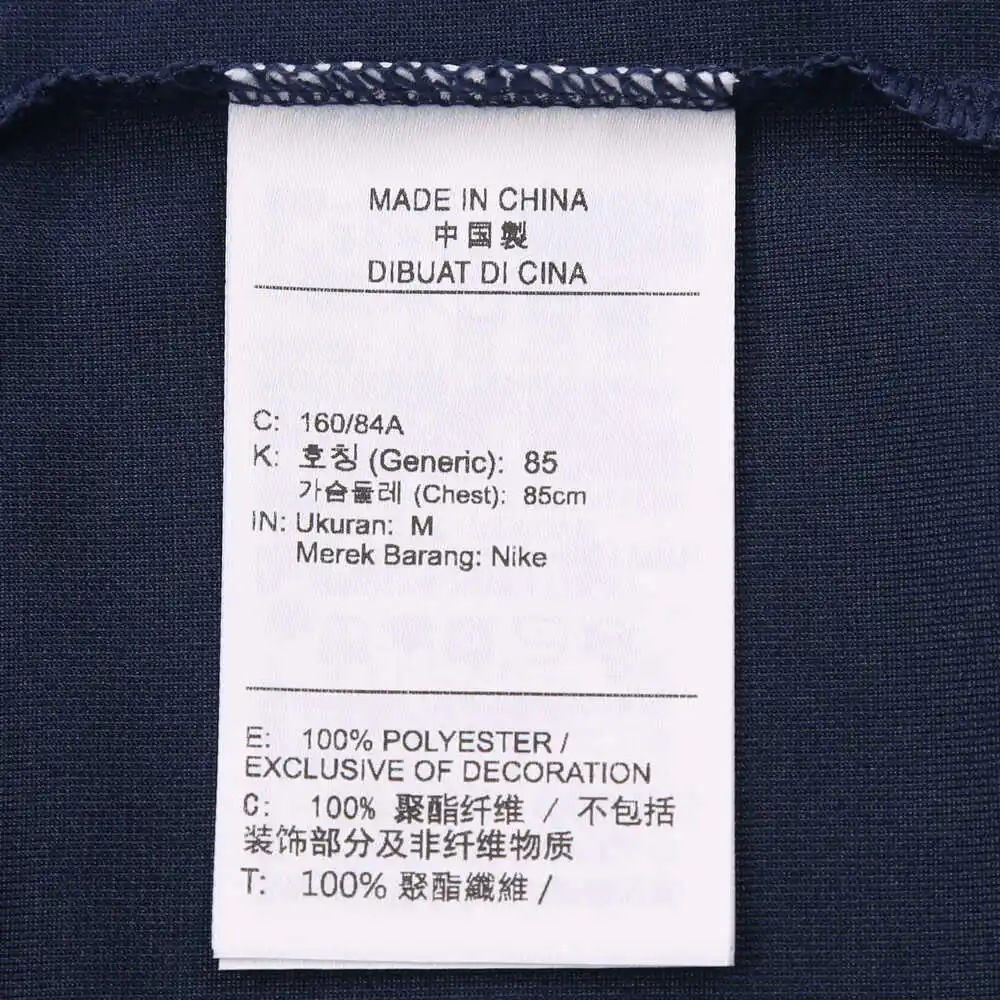 MADE IN CHINA
中国製
DIBUAT DI CINA
C: 160/84A
K: 호칭 (Generic): 85
가슴둘레 (Chest): 85cm
IN: Ukuran: M
Merek Barang: Nike
E: 100% POLYESTER /
EXCLUSIVE OF DECORATION
C: 100% 聚酯纤维 / 不包括
装饰部分及非纤维物质
T: 100% 聚酯纖維 /